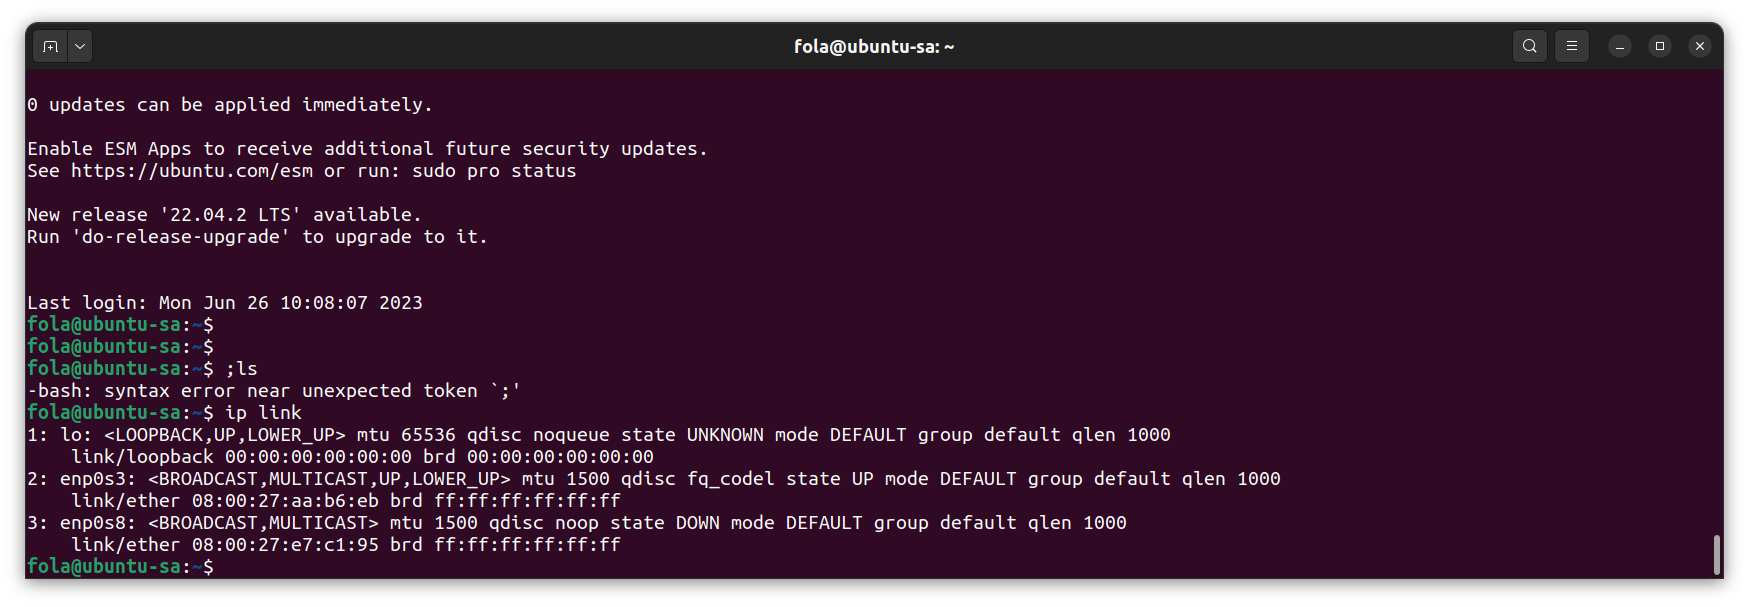 fola@ubuntu-sa: ~
0 updates can be applied immediately.
Enable ESM Apps to receive additional future security updates.
See https://ubuntu.com/esm or run: sudo pro status
New release '22.04.2 LTS' available.
Run 'do-release-upgrade' to upgrade to it.
Last login: Mon Jun 26 10:08:07 2023
fola@ubuntu-sa:~$
fola@ubuntu-sa:~$
fola@ubuntu-sa:~$ ;ls
-bash: syntax error near unexpected token `;'
fola@ubuntu-sa:~$ ip link
1: lo: <LOOPBACK,UP,LOWER_UP> mtu 65536 qdisc noqueue state UNKNOWN mode DEFAULT group default qlen 1000
    link/loopback 00:00:00:00:00:00 brd 00:00:00:00:00:00
2: enp0s3: <BROADCAST,MULTICAST,UP,LOWER_UP> mtu 1500 qdisc fq_codel state UP mode DEFAULT group default qlen 1000
    link/ether 08:00:27:aa:b6:eb brd ff:ff:ff:ff:ff:ff
3: enp0s8: <BROADCAST,MULTICAST> mtu 1500 qdisc noop state DOWN mode DEFAULT group default qlen 1000
    link/ether 08:00:27:e7:c1:95 brd ff:ff:ff:ff:ff:ff
fola@ubuntu-sa:~$